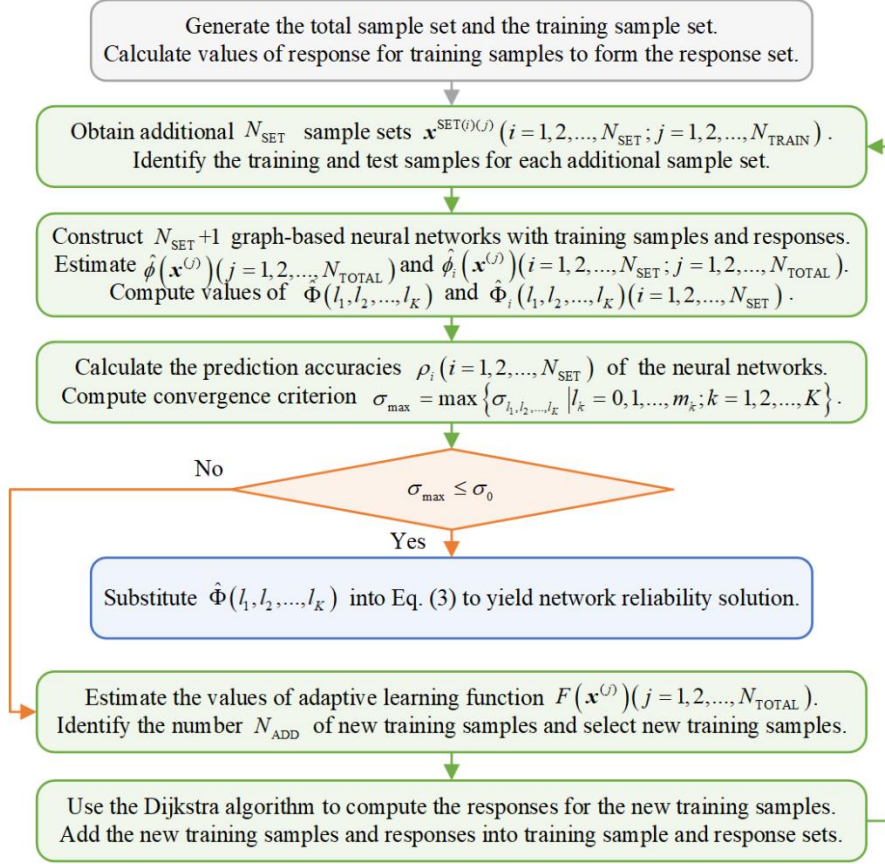 Generate the total sample set and the training sample set.
Calculate values of response for training samples to form the response set.
Obtain additional N_SET sample sets x^SET(i)(j) (i = 1, 2, ..., N_SET; j = 1, 2, ..., N_TRAIN).
Identify the training and test samples for each additional sample set.
Construct N_SET+1 graph-based neural networks with training samples and responses.
Estimate ϕ̂(x^(j))(j = 1, 2, ..., N_TOTAL) and ϕ̂_i(x^(j))(i = 1, 2, ..., N_SET; j = 1, 2, ..., N_TOTAL).
Compute values of Φ̂(l_1, l_2, ..., l_K) and Φ̂_i(l_1, l_2, ..., l_K)(i = 1, 2, ..., N_SET).
Calculate the prediction accuracies ρ_i(i = 1, 2, ..., N_SET) of the neural networks.
Compute convergence criterion σ_max = max{σ_{l_1, l_2, ..., l_K} | l_k = 0, 1, ..., m_k; k = 1, 2, ..., K}.
No
σ_max ≤ σ_0
Yes
Substitute Φ̂(l_1, l_2, ..., l_K) into Eq. (3) to yield network reliability solution.
Estimate the values of adaptive learning function F(x^(j))(j = 1, 2, ..., N_TOTAL).
Identify the number N_ADD of new training samples and select new training samples.
Use the Dijkstra algorithm to compute the responses for the new training samples.
Add the new training samples and responses into training sample and response sets.